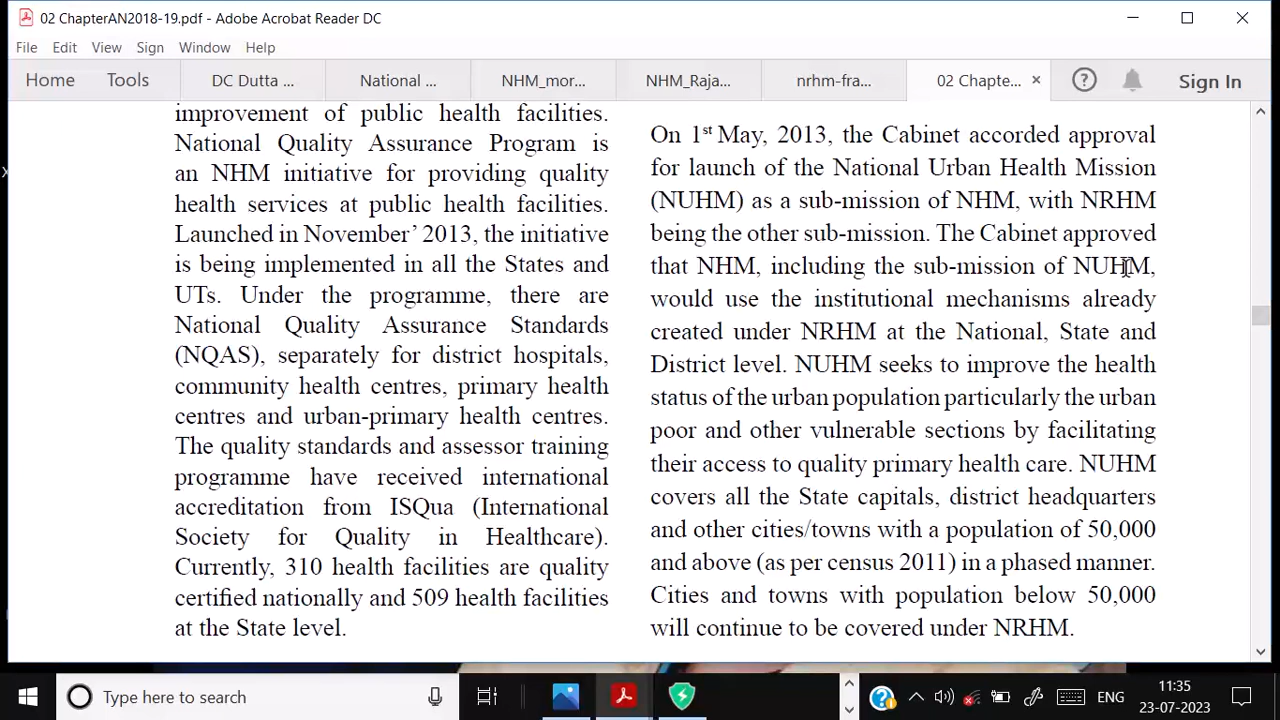 02 ChapterAN2018-19.pdf - Adobe Acrobat Reader DC
File Edit View Sign Window Help
Home Tools DC Dutta ... National ... NHM_mor... NHM_Raja... nrhm-fra... 02 Chapte... × Sign In
improvement of public health facilities.
National Quality Assurance Program is
an NHM initiative for providing quality
health services at public health facilities.
Launched in November’ 2013, the initiative
is being implemented in all the States and
UTs. Under the programme, there are
National Quality Assurance Standards
(NQAS), separately for district hospitals,
community health centres, primary health
centres and urban-primary health centres.
The quality standards and assessor training
programme have received international
accreditation from ISQua (International
Society for Quality in Healthcare).
Currently, 310 health facilities are quality
certified nationally and 509 health facilities
at the State level.
On 1st May, 2013, the Cabinet accorded approval
for launch of the National Urban Health Mission
(NUHM) as a sub-mission of NHM, with NRHM
being the other sub-mission. The Cabinet approved
that NHM, including the sub-mission of NUHM,
would use the institutional mechanisms already
created under NRHM at the National, State and
District level. NUHM seeks to improve the health
status of the urban population particularly the urban
poor and other vulnerable sections by facilitating
their access to quality primary health care. NUHM
covers all the State capitals, district headquarters
and other cities/towns with a population of 50,000
and above (as per census 2011) in a phased manner.
Cities and towns with population below 50,000
will continue to be covered under NRHM.
Type here to search
ENG
11:35
23-07-2023